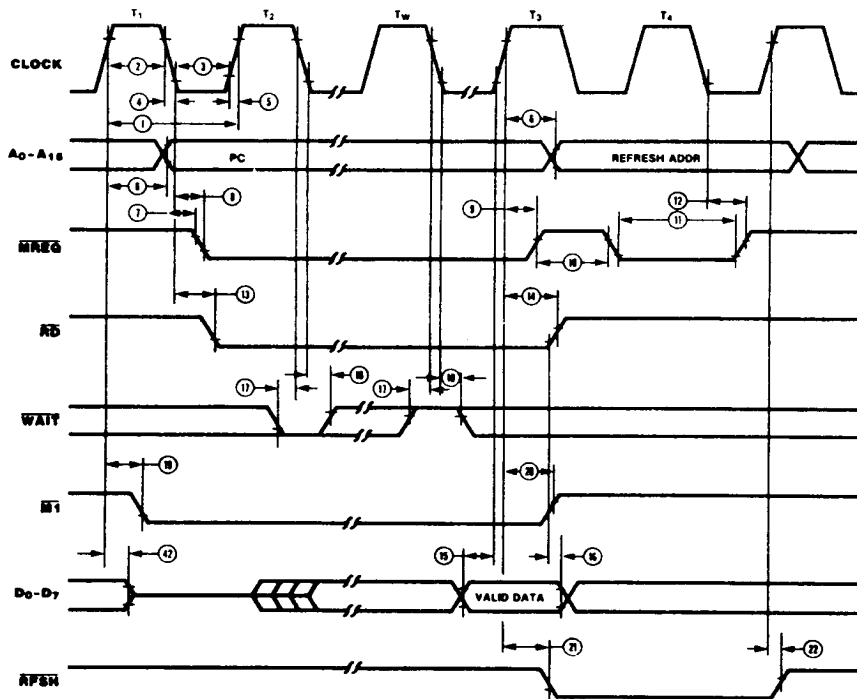 T1 T2 TW T3 T4
CLOCK
2 3
4 5
1 6
A0-A15 PC REFRESH ADDR
6 8
7 9 12
11
MREQ
10
13 14
RD
17 18 17 18
WAIT
19 20
M1
42 15 16
D0-D7 VALID DATA
21 22
RFSH